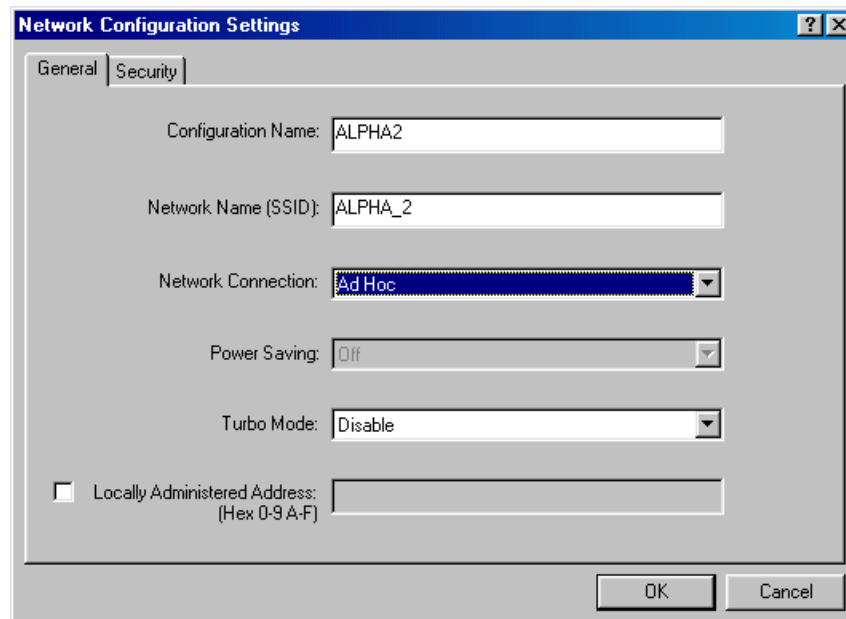 Network Configuration Settings
General Security
Configuration Name: ALPHA2
Network Name (SSID): ALPHA_2
Network Connection: Ad Hoc
Power Saving: Off
Turbo Mode: Disable
Locally Administered Address:
(Hex 0-9 A-F)
OK Cancel